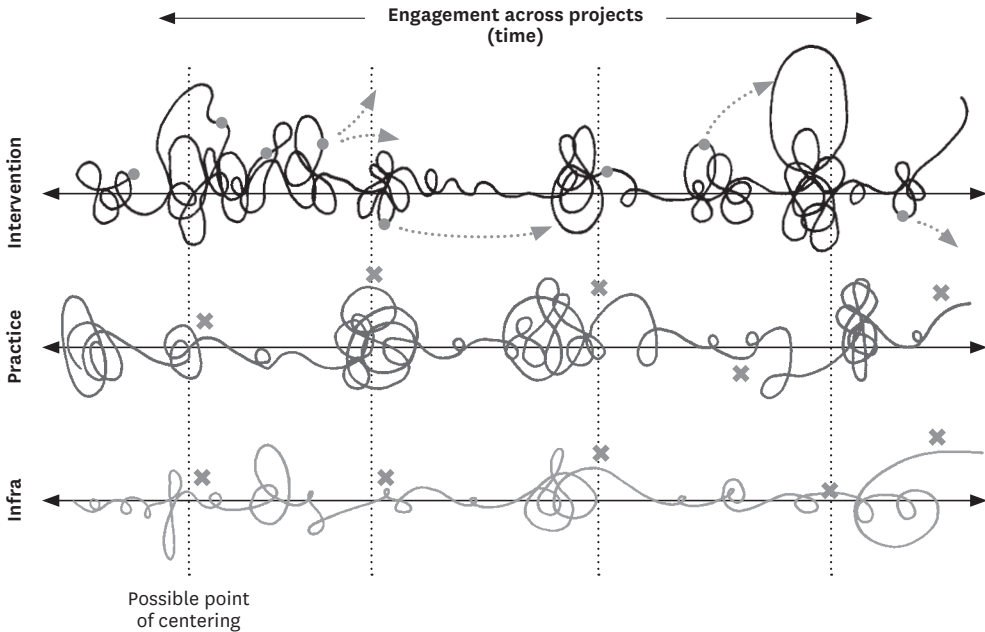 Engagement across projects
(time)
Intervention
Practice
Infra
Possible point
of centering